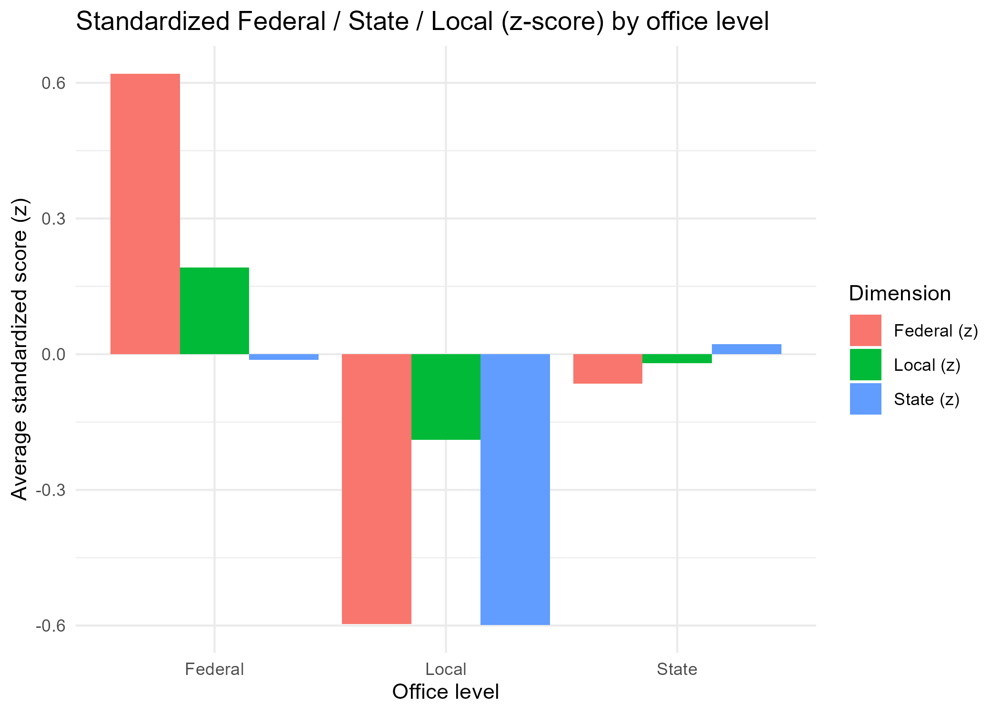 Standardized Federal / State / Local (z-score) by office level
Average standardized score (z)
0.6
0.3
0.0
-0.3
-0.6
Federal
Local
State
Office level
Dimension
Federal (z)
Local (z)
State (z)